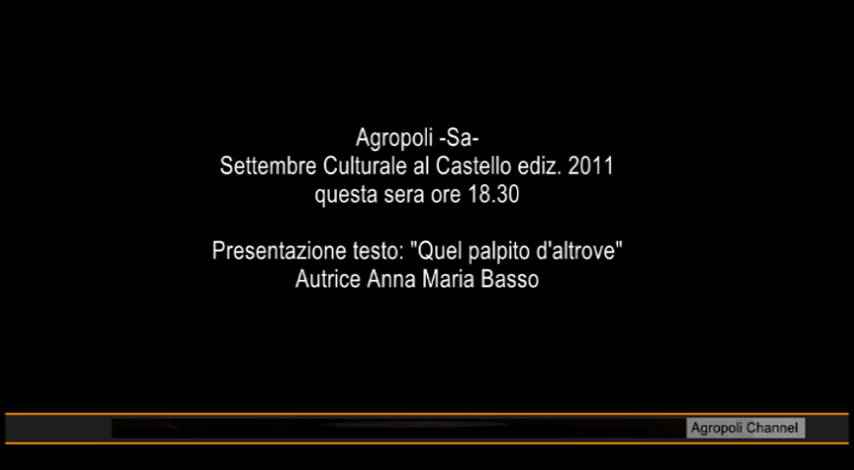 Agropoli -Sa-
Settembre Culturale al Castello ediz. 2011
questa sera ore 18.30
Presentazione testo: "Quel palpito d'altrove"
Autrice Anna Maria Basso
Agropoli Channel